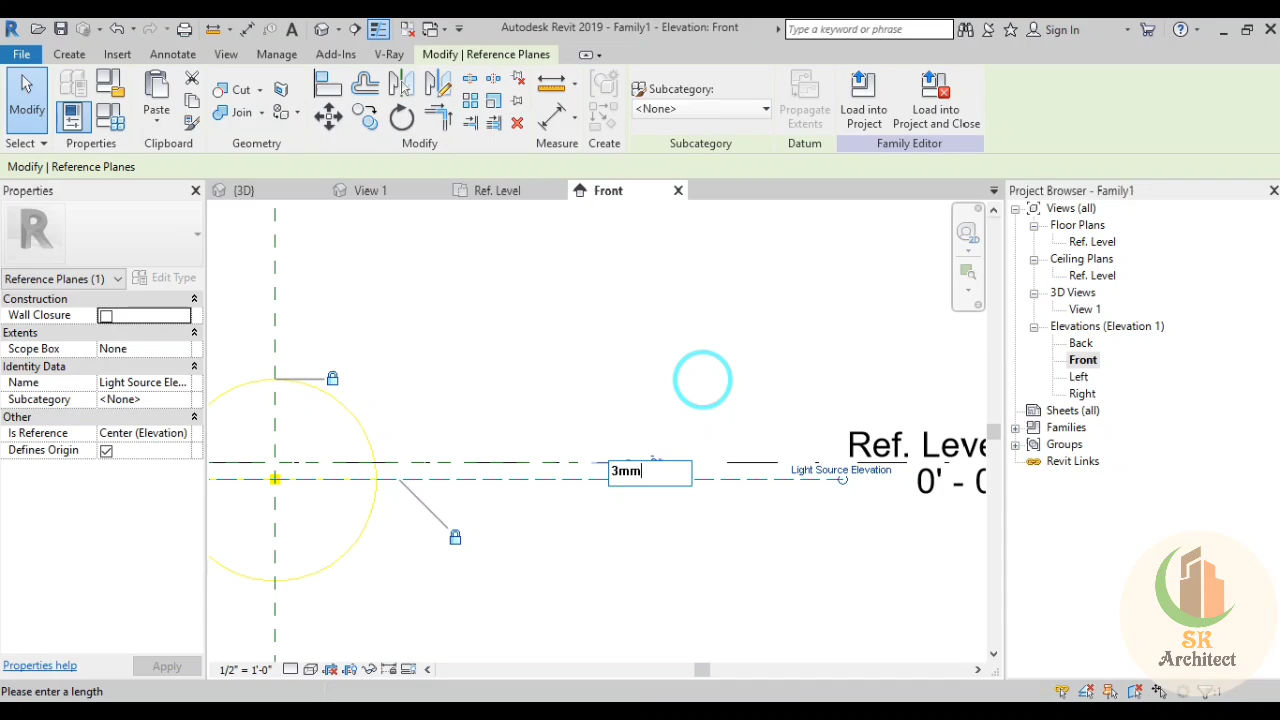 Autodesk Revit 2019 - Family1 - Elevation: Front
Type a keyword or phrase
Sign In
File Create Insert Annotate View Manage Add-Ins V-Ray Modify | Reference Planes
Modify
Select
Properties
Paste
Clipboard
Cut
Join
Geometry
Modify
Measure
Create
Subcategory:
<None>
Subcategory
Propagate
Extents
Datum
Load into
Project
Load into
Project and Close
Family Editor
Modify | Reference Planes
Properties
R
Reference Planes (1)
Edit Type
Construction
Wall Closure
Extents
Scope Box None
Identity Data
Name Light Source Ele...
Subcategory <None>
Other
Is Reference Center (Elevation)
Defines Origin
Properties help
Apply
{3D} View 1 Ref. Level Front
2D
3mm
Ref. Leve
Light Source Elevation
0' - 0
1/2" = 1'-0"
Project Browser - Family1
Views (all)
Floor Plans
Ref. Level
Ceiling Plans
Ref. Level
3D Views
View 1
Elevations (Elevation 1)
Back
Front
Left
Right
Sheets (all)
Families
Groups
Revit Links
SK
Architect
Please enter a length
:1